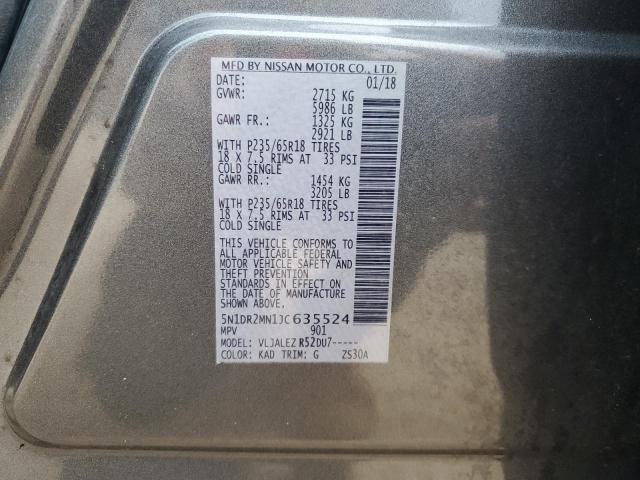 MFD BY NISSAN MOTOR CO., LTD.
DATE: 01/18
GVWR: 2715 KG
5986 LB
GAWR FR.: 1325 KG
2921 LB
WITH P235/65R18 TIRES
18 X 7.5 RIMS AT 33 PSI
COLD SINGLE
GAWR RR.: 1454 KG
3205 LB
WITH P235/65R18 TIRES
18 X 7.5 RIMS AT 33 PSI
COLD SINGLE
THIS VEHICLE CONFORMS TO
ALL APPLICABLE FEDERAL
MOTOR VEHICLE SAFETY AND
THEFT PREVENTION
STANDARDS IN EFFECT ON
THE DATE OF MANUFACTURE
SHOWN ABOVE.
5N1DR2MN1JC635524
MPV 901
MODEL: VLJALEZ R52DU7-----
COLOR: KAD TRIM: G ZS30A